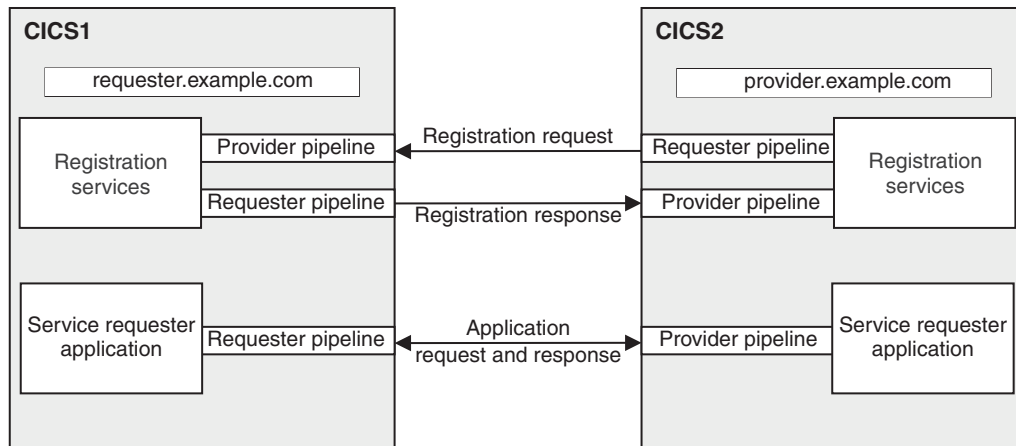 CICS1
requester.example.com
Registration
services
Provider pipeline
Requester pipeline
Service requester
application
Requester pipeline
Registration request
Registration response
Application
request and response
CICS2
provider.example.com
Requester pipeline
Provider pipeline
Registration
services
Provider pipeline
Service requester
application